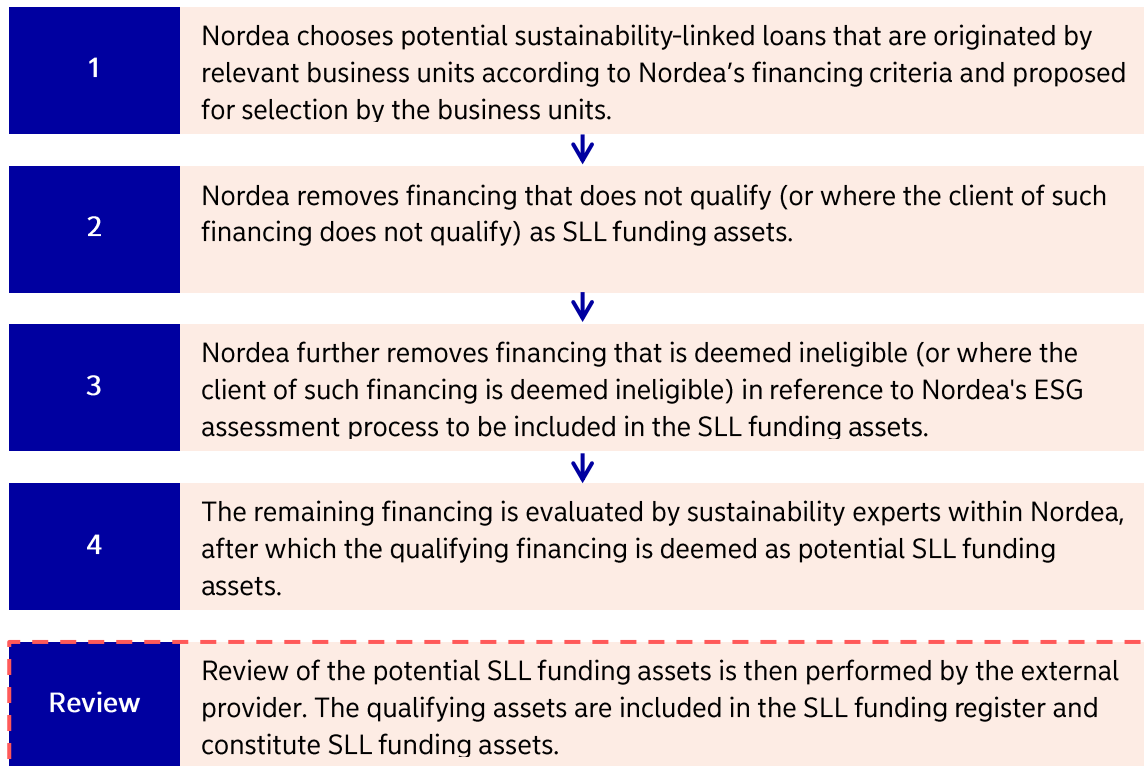 1
Nordea chooses potential sustainability-linked loans that are originated by
relevant business units according to Nordea’s financing criteria and proposed
for selection by the business units.
2
Nordea removes financing that does not qualify (or where the client of such
financing does not qualify) as SLL funding assets.
3
Nordea further removes financing that is deemed ineligible (or where the
client of such financing is deemed ineligible) in reference to Nordea's ESG
assessment process to be included in the SLL funding assets.
4
The remaining financing is evaluated by sustainability experts within Nordea,
after which the qualifying financing is deemed as potential SLL funding
assets.
Review
Review of the potential SLL funding assets is then performed by the external
provider. The qualifying assets are included in the SLL funding register and
constitute SLL funding assets.